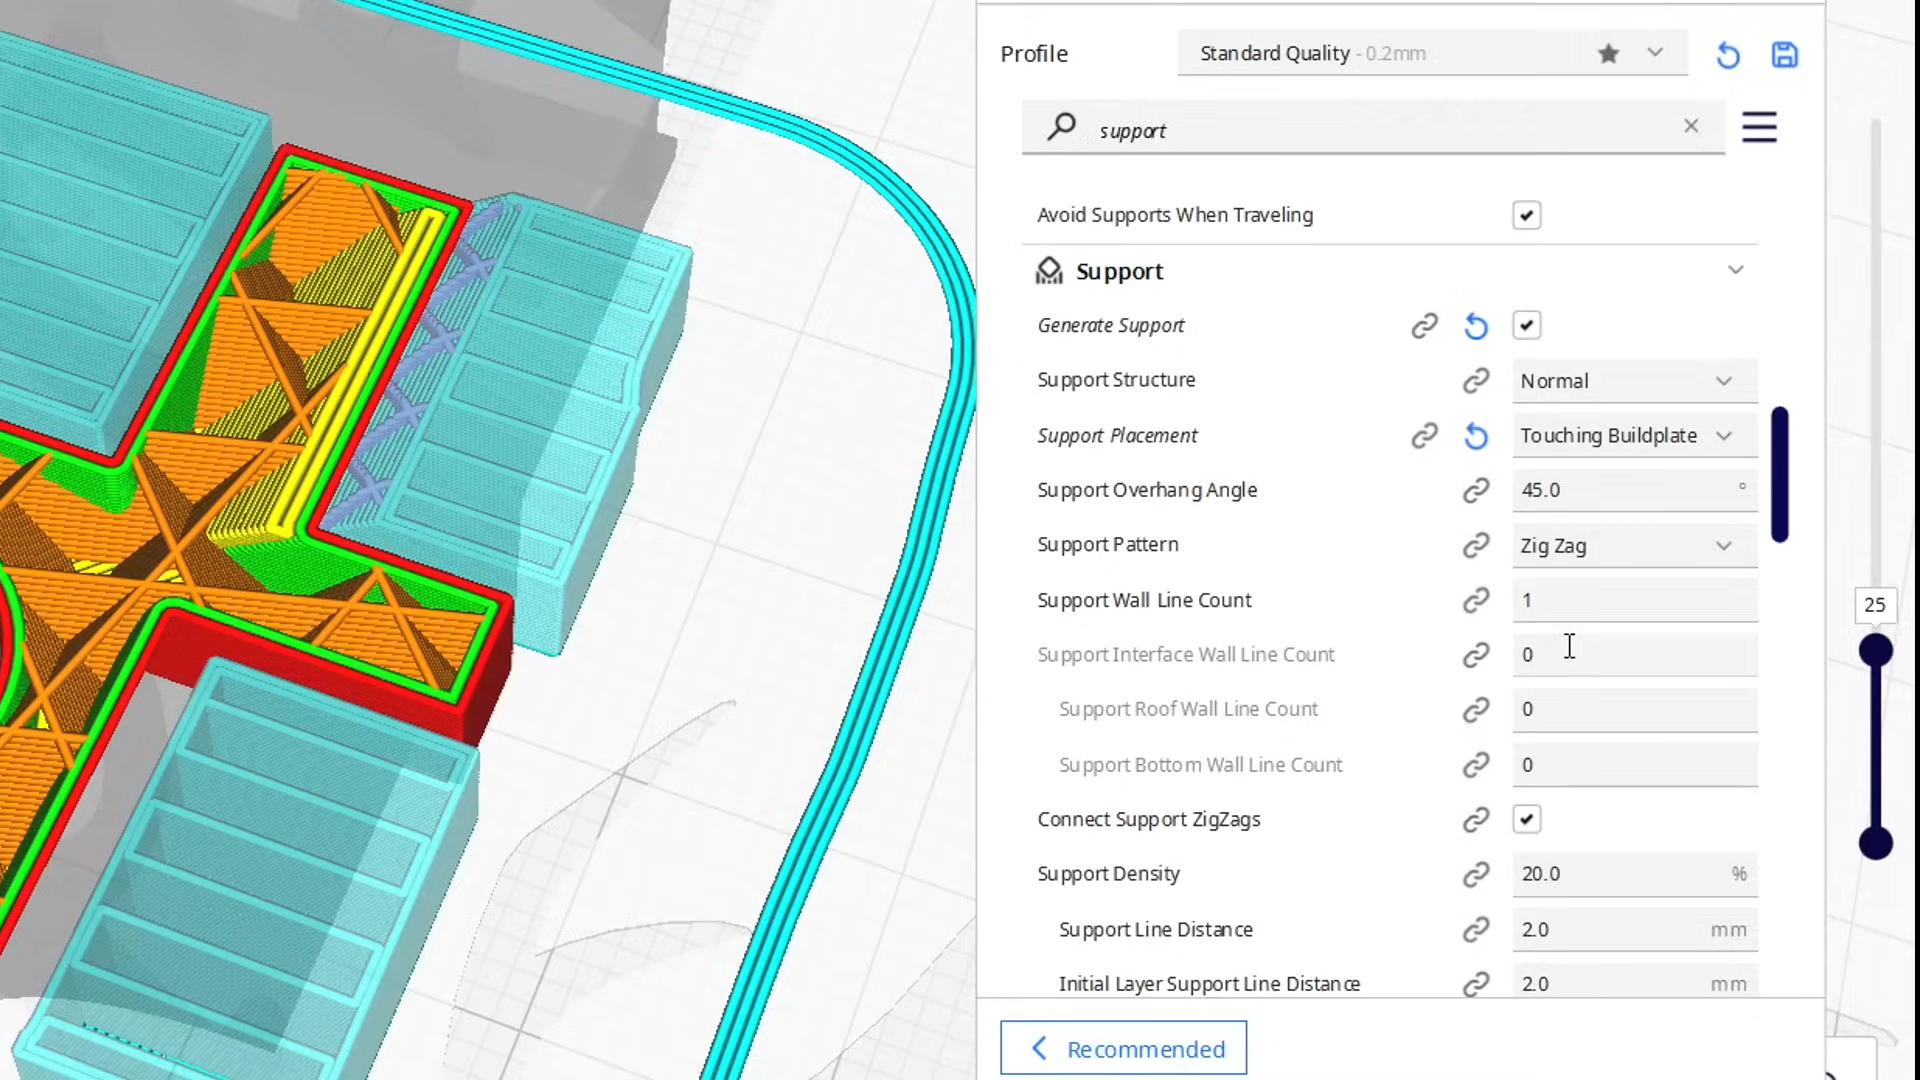 Profile
Standard Quality - 0.2mm
support
Avoid Supports When Traveling
Support
Generate Support
Support Structure
Normal
Support Placement
Touching Buildplate
Support Overhang Angle
45.0 °
Support Pattern
Zig Zag
Support Wall Line Count
1
Support Interface Wall Line Count
0
Support Roof Wall Line Count
0
Support Bottom Wall Line Count
0
Connect Support ZigZags
Support Density
20.0 %
Support Line Distance
2.0 mm
Initial Layer Support Line Distance
2.0 mm
Recommended
25